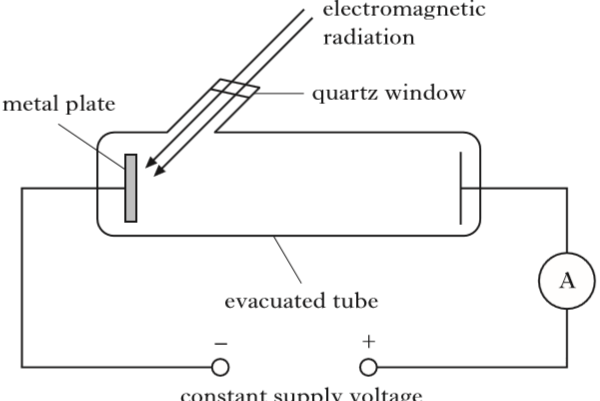 electromagnetic
radiation
quartz window
metal plate
A
evacuated tube
− +
constant supply voltage